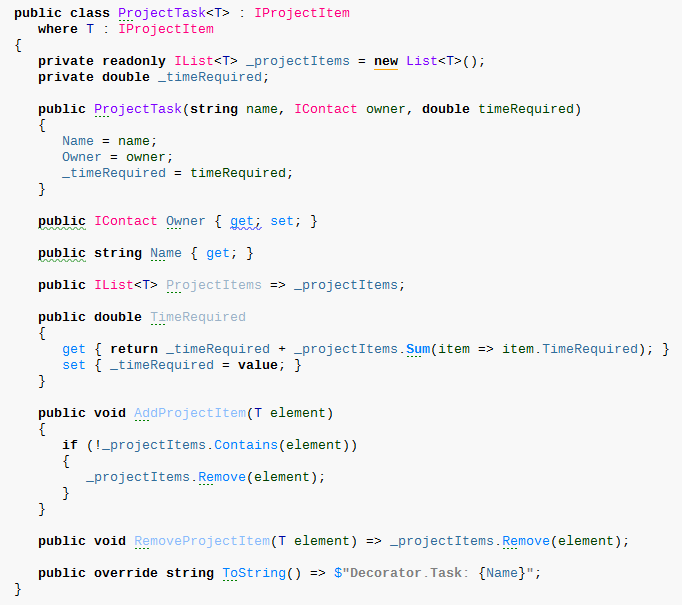 public class ProjectTask<T> : IProjectItem
where T : IProjectItem
{
private readonly IList<T> _projectItems = new List<T>();
private double _timeRequired;
public ProjectTask(string name, IContact owner, double timeRequired)
{
Name = name;
Owner = owner;
_timeRequired = timeRequired;
}
public IContact Owner { get; set; }
public string Name { get; }
public IList<T> ProjectItems => _projectItems;
public double TimeRequired
{
get { return _timeRequired + _projectItems.Sum(item => item.TimeRequired); }
set { _timeRequired = value; }
}
public void AddProjectItem(T element)
{
if (!_projectItems.Contains(element))
{
_projectItems.Remove(element);
}
}
public void RemoveProjectItem(T element) => _projectItems.Remove(element);
public override string ToString() => $"Decorator.Task: {Name}";
}